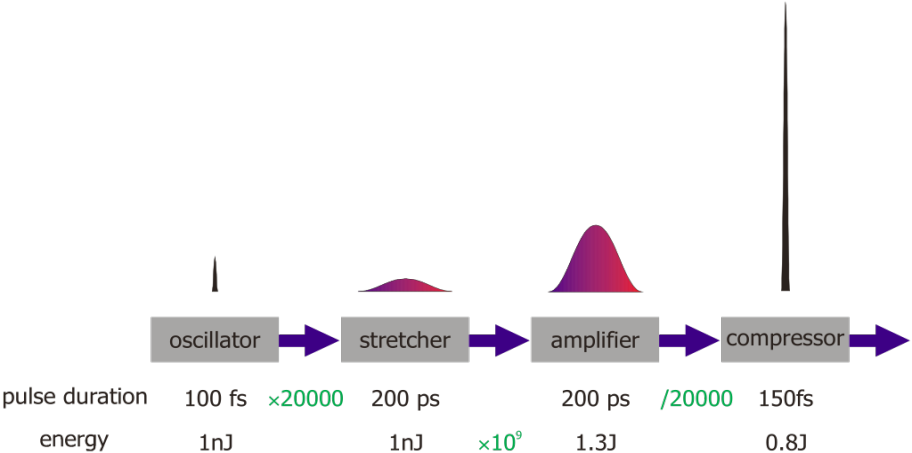 oscillator stretcher amplifier compressor
pulse duration 100 fs ×20000 200 ps 200 ps /20000 150fs
energy 1nJ 1nJ ×10⁹ 1.3J 0.8J